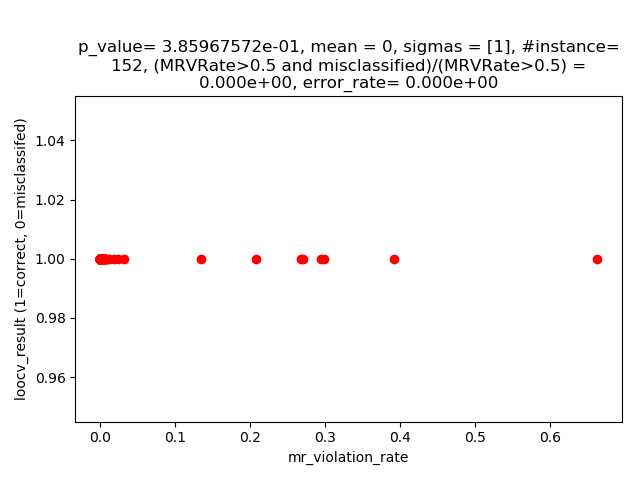 p_value= 3.85967572e-01, mean = 0, sigmas = [1], #instance=
152, (MRVRate>0.5 and misclassified)/(MRVRate>0.5) =
0.000e+00, error_rate= 0.000e+00
loocv_result (1=correct, 0=misclassifed)
1.04
1.02
1.00
0.98
0.96
0.0 0.1 0.2 0.3 0.4 0.5 0.6
mr_violation_rate